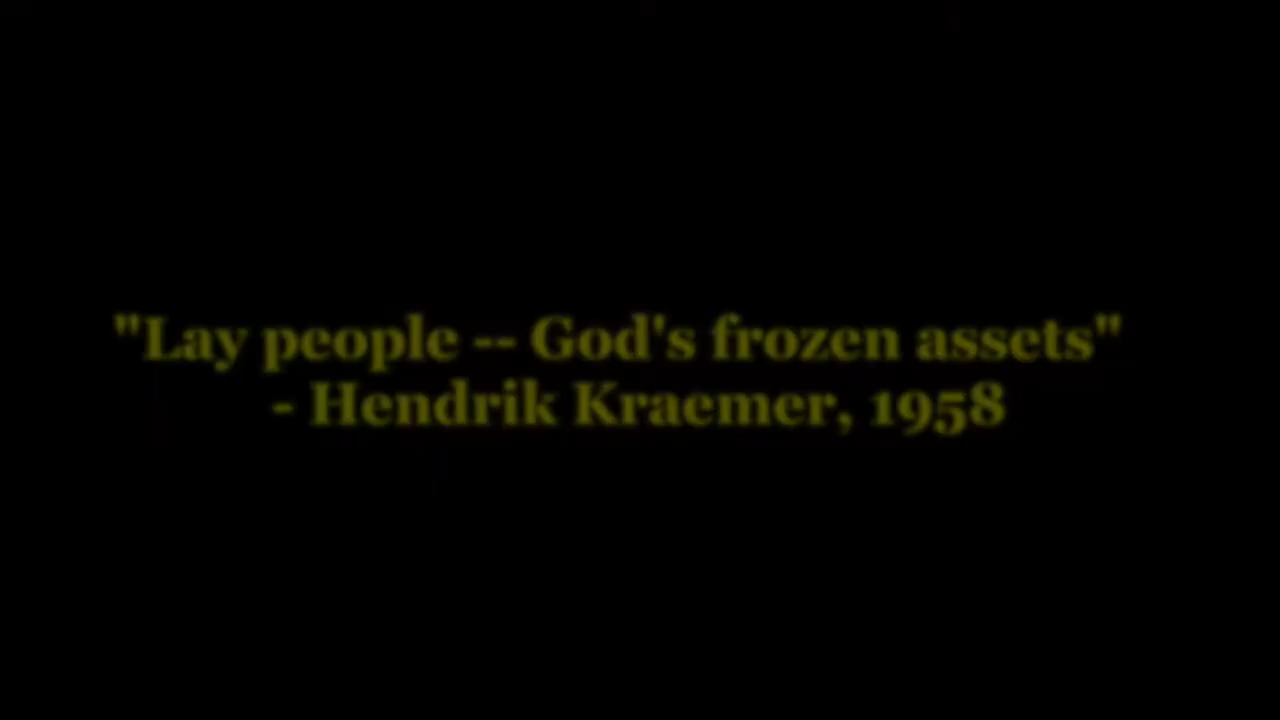 "Lay people -- God's frozen assets"
- Hendrik Kraemer, 1958